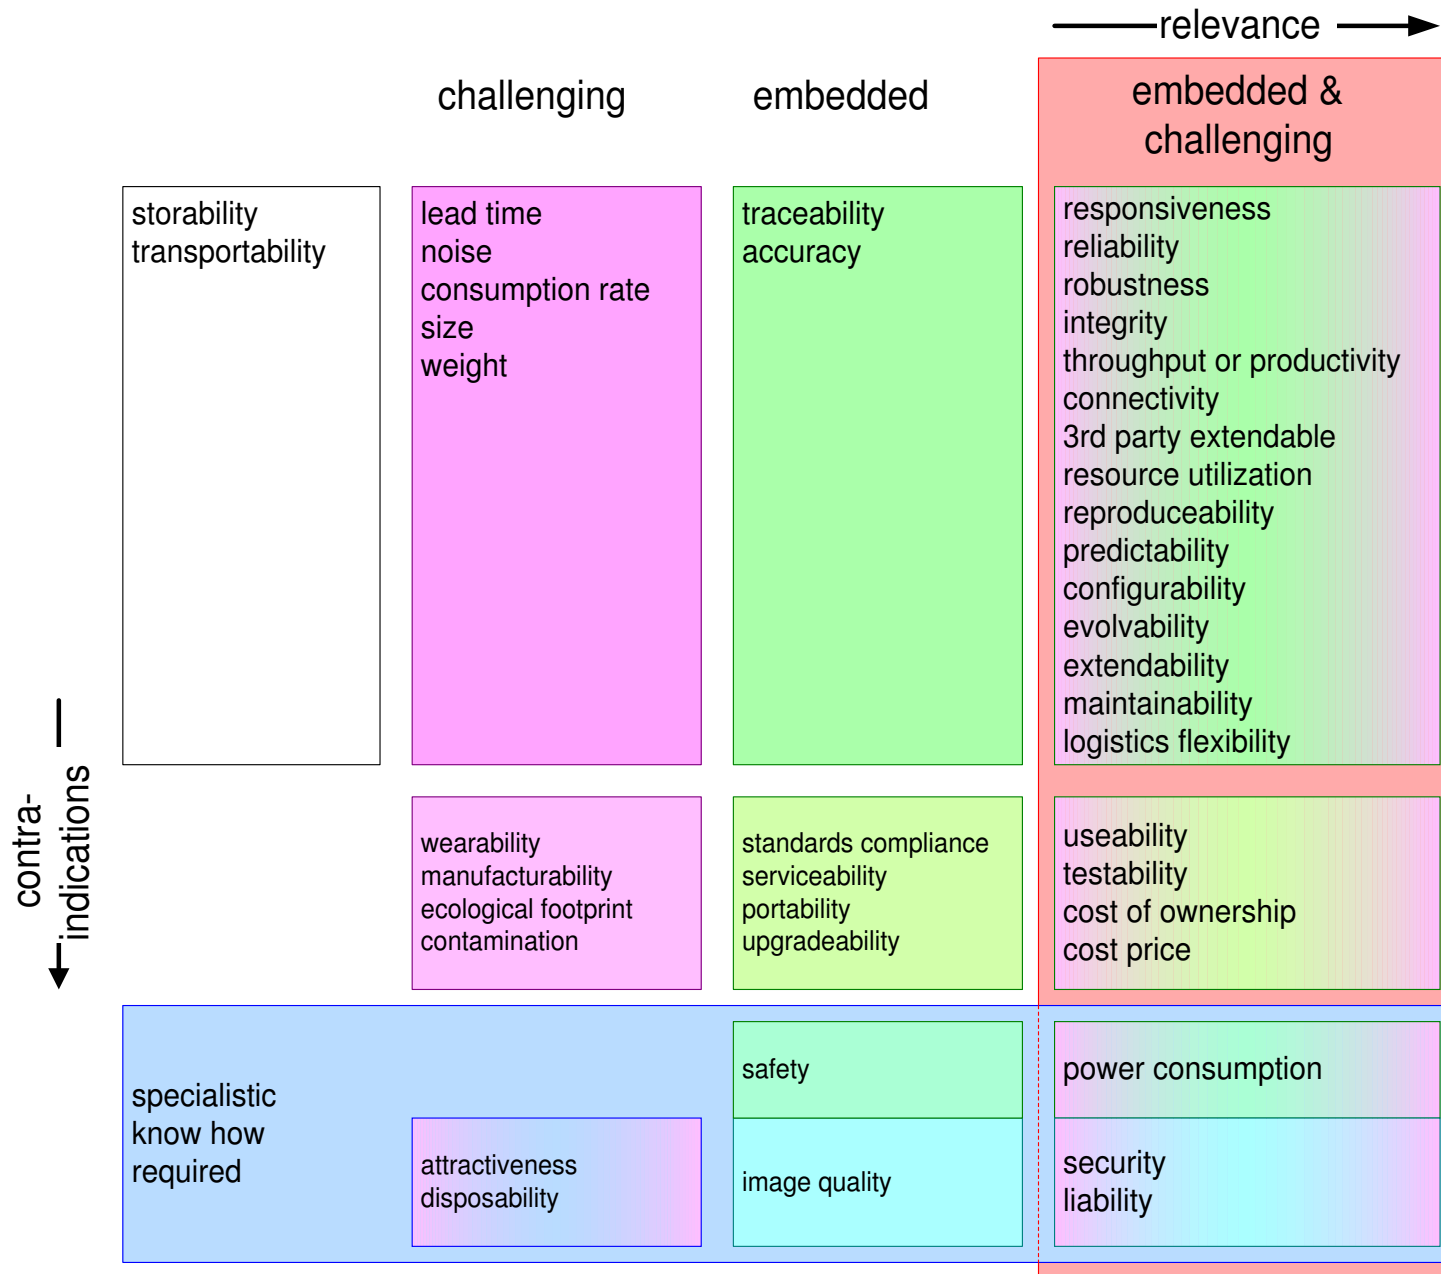 relevance
challenging
embedded
embedded &
challenging
storability
transportability
lead time
noise
consumption rate
size
weight
traceability
accuracy
responsiveness
reliability
robustness
integrity
throughput or productivity
connectivity
3rd party extendable
resource utilization
reproduceability
predictability
configurability
evolvability
extendability
maintainability
logistics flexibility
contra-
indications
wearability
manufacturability
ecological footprint
contamination
standards compliance
serviceability
portability
upgradeability
useability
testability
cost of ownership
cost price
specialistic
know how
required
attractiveness
disposability
safety
image quality
power consumption
security
liability